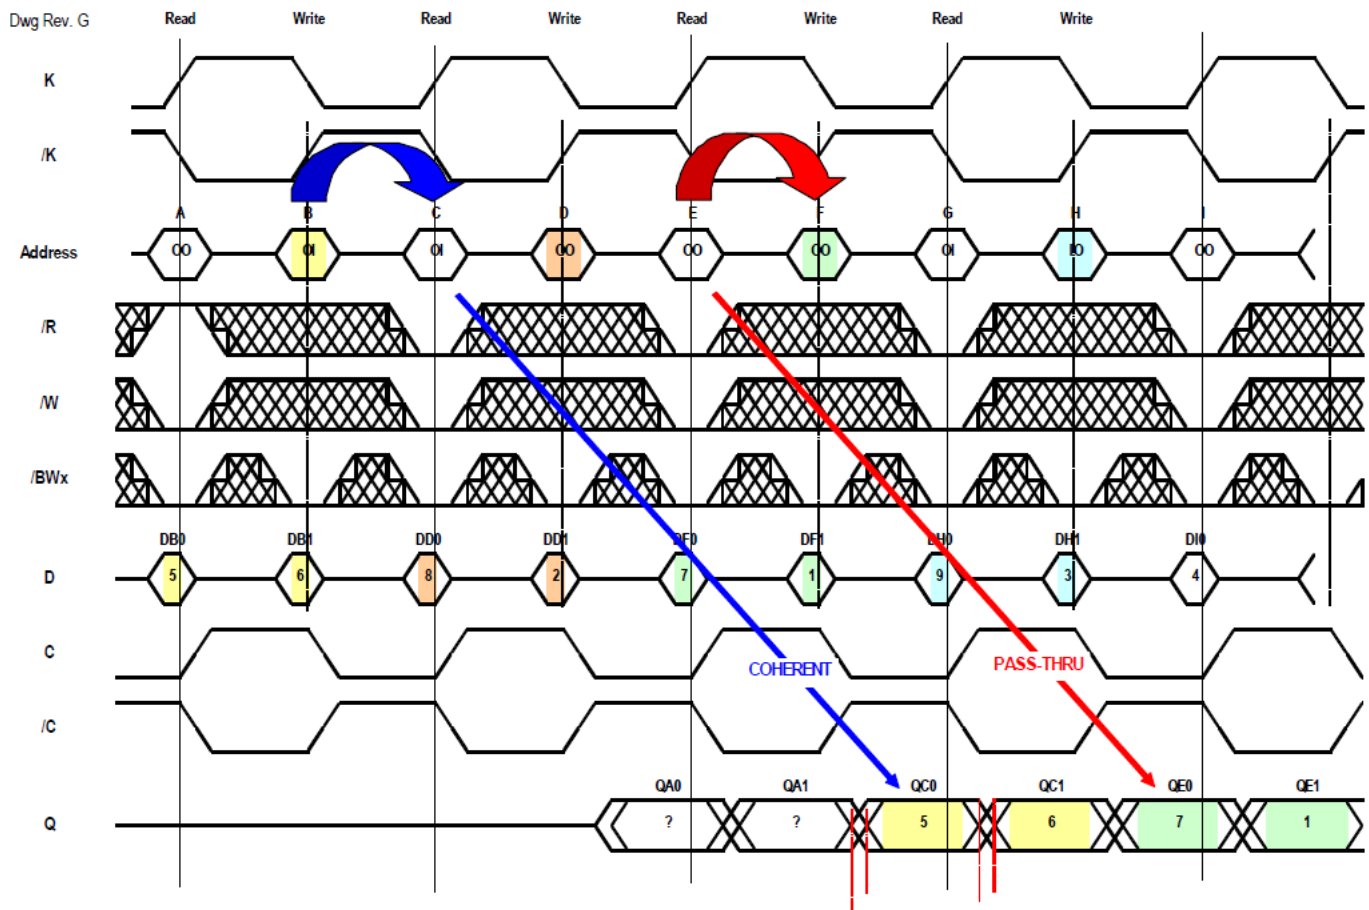 Dwg Rev. G Read Write Read Write Read Write Read Write
K
/K
A B C D E F G H I
Address OO OI OI OO OO OO OI IO OO
/R
/W
/BWx
DB0 DB1 DD0 DD1 DF0 DF1 DH0 DH1 DI0
D 5 6 8 2 7 1 9 3 4
C
COHERENT PASS-THRU
/C
QA0 QA1 QC0 QC1 QE0 QE1
Q ? ? 5 6 7 1